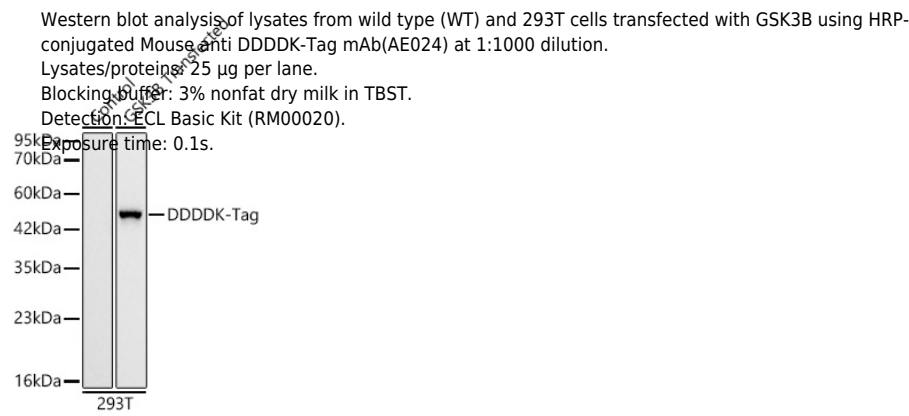 Western blot analysis of lysates from wild type (WT) and 293T cells transfected with GSK3B using HRP-
conjugated Mouse anti DDDDK-Tag mAb(AE024) at 1:1000 dilution.
Lysates/proteins: 25 μg per lane.
Blocking buffer: 3% nonfat dry milk in TBST.
Detection: ECL Basic Kit (RM00020).
Exposure time: 0.1s.
Control
GSK3B Transfected
95kDa
70kDa
60kDa
DDDDK-Tag
42kDa
35kDa
23kDa
16kDa
293T